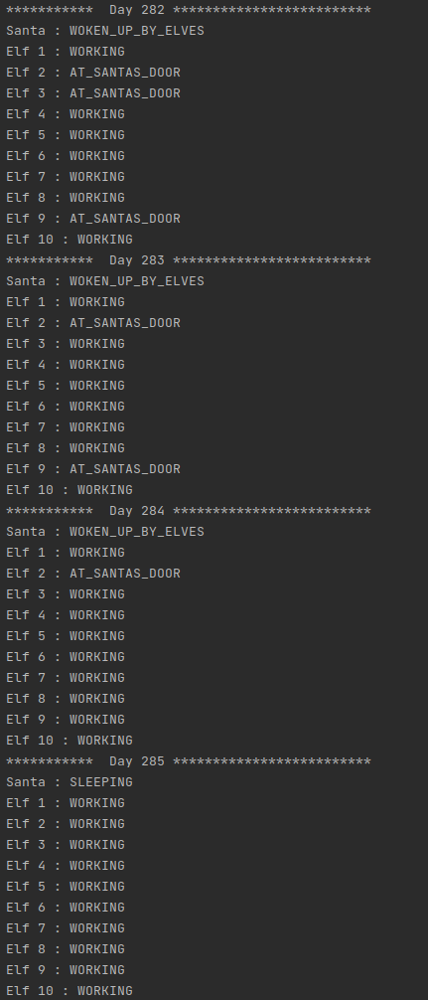 ***********  Day 282 *************************
Santa : WOKEN_UP_BY_ELVES
Elf 1 : WORKING
Elf 2 : AT_SANTAS_DOOR
Elf 3 : AT_SANTAS_DOOR
Elf 4 : WORKING
Elf 5 : WORKING
Elf 6 : WORKING
Elf 7 : WORKING
Elf 8 : WORKING
Elf 9 : AT_SANTAS_DOOR
Elf 10 : WORKING
***********  Day 283 *************************
Santa : WOKEN_UP_BY_ELVES
Elf 1 : WORKING
Elf 2 : AT_SANTAS_DOOR
Elf 3 : WORKING
Elf 4 : WORKING
Elf 5 : WORKING
Elf 6 : WORKING
Elf 7 : WORKING
Elf 8 : WORKING
Elf 9 : AT_SANTAS_DOOR
Elf 10 : WORKING
***********  Day 284 *************************
Santa : WOKEN_UP_BY_ELVES
Elf 1 : WORKING
Elf 2 : AT_SANTAS_DOOR
Elf 3 : WORKING
Elf 4 : WORKING
Elf 5 : WORKING
Elf 6 : WORKING
Elf 7 : WORKING
Elf 8 : WORKING
Elf 9 : WORKING
Elf 10 : WORKING
***********  Day 285 *************************
Santa : SLEEPING
Elf 1 : WORKING
Elf 2 : WORKING
Elf 3 : WORKING
Elf 4 : WORKING
Elf 5 : WORKING
Elf 6 : WORKING
Elf 7 : WORKING
Elf 8 : WORKING
Elf 9 : WORKING
Elf 10 : WORKING